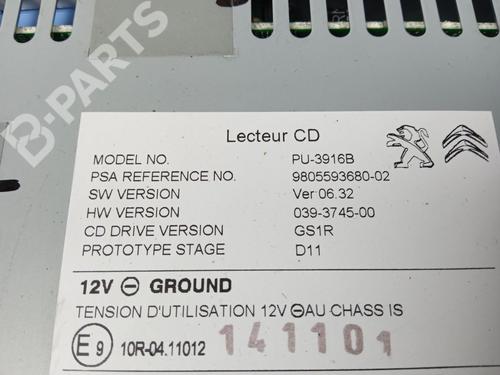 B-PARTS
Lecteur CD
MODEL NO. PU-3916B
PSA REFERENCE NO. 9805593680-02
SW VERSION Ver 06.32
HW VERSION 039-3745-00
CD DRIVE VERSION GS1R
PROTOTYPE STAGE D11
12V ⊖ GROUND
TENSION D'UTILISATION 12V ⊖AU CHASS IS
E9 10R-04.11012 141101